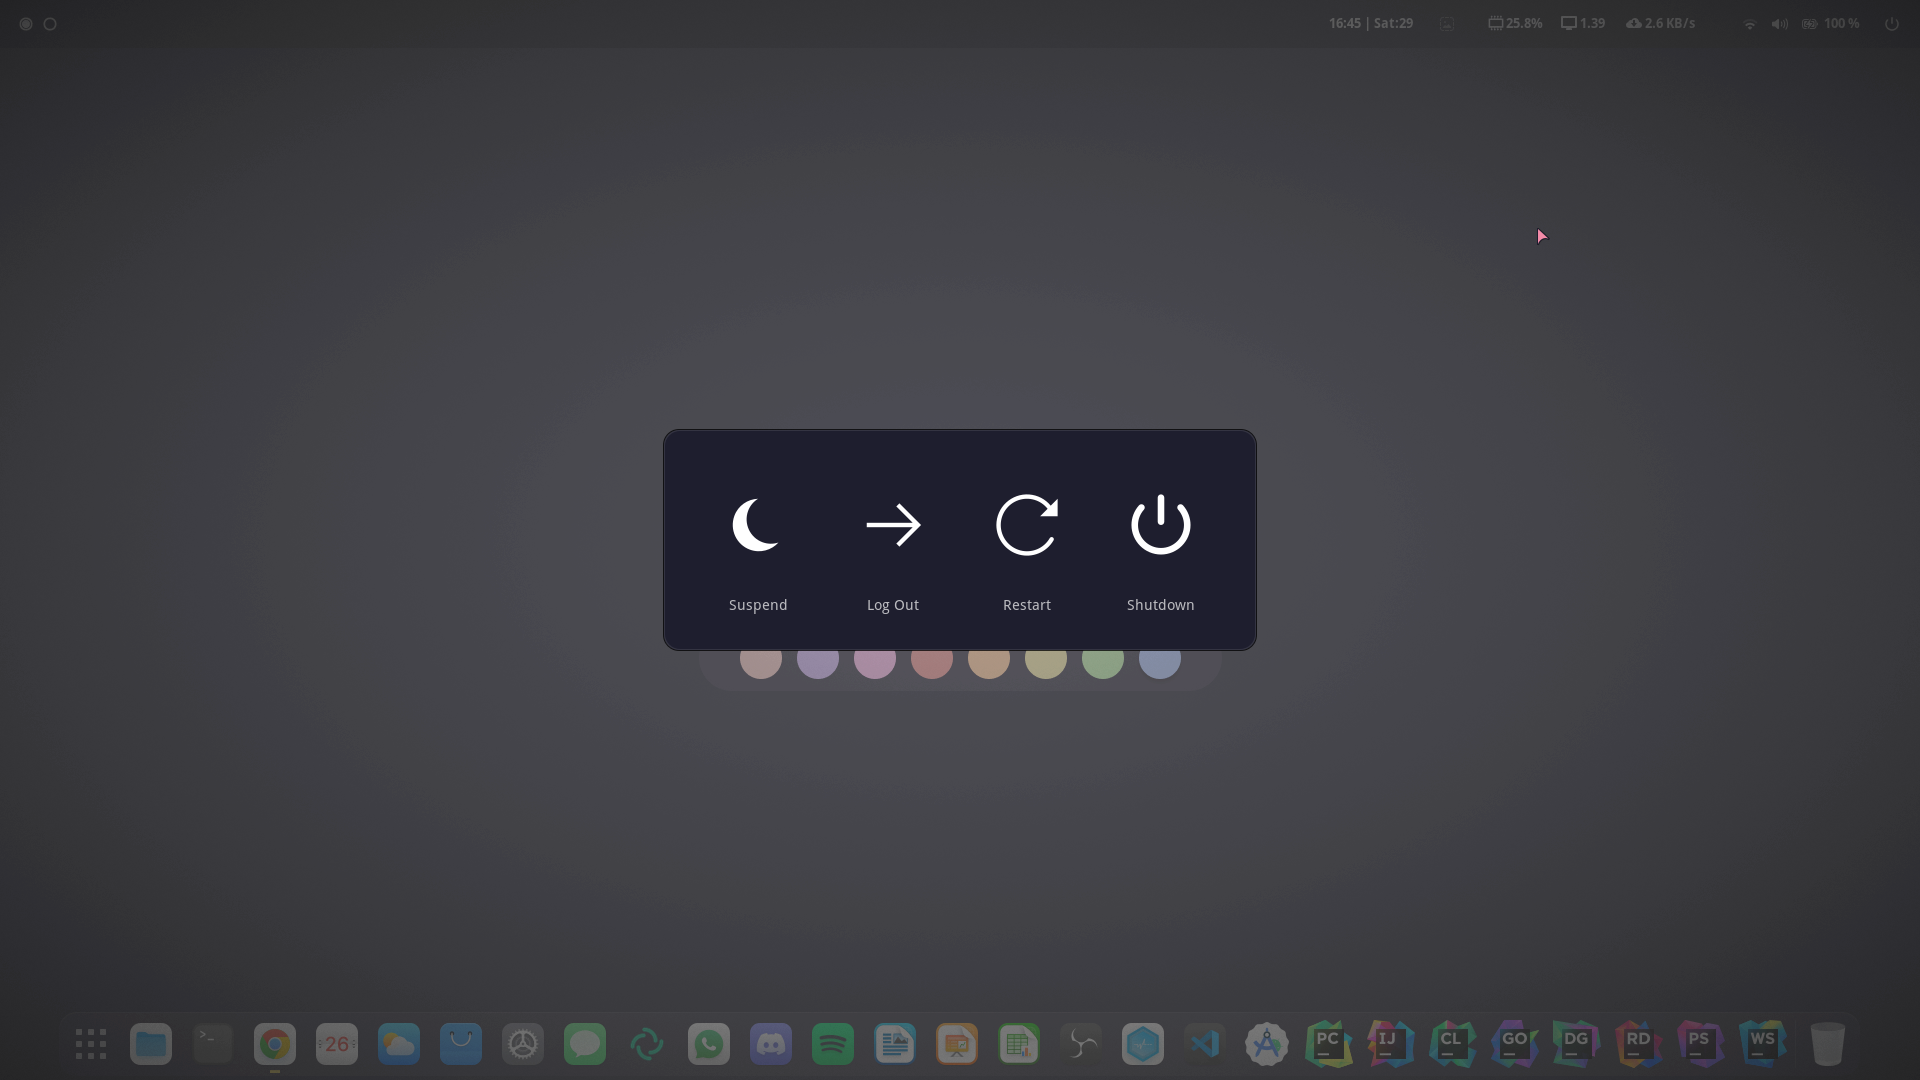 16:45 | Sat:29
25.8%
1.39
2.6 KB/s
100 %
Suspend
Log Out
Restart
Shutdown
>_
26
PC
IJ
CL
GO
DG
RD
PS
WS